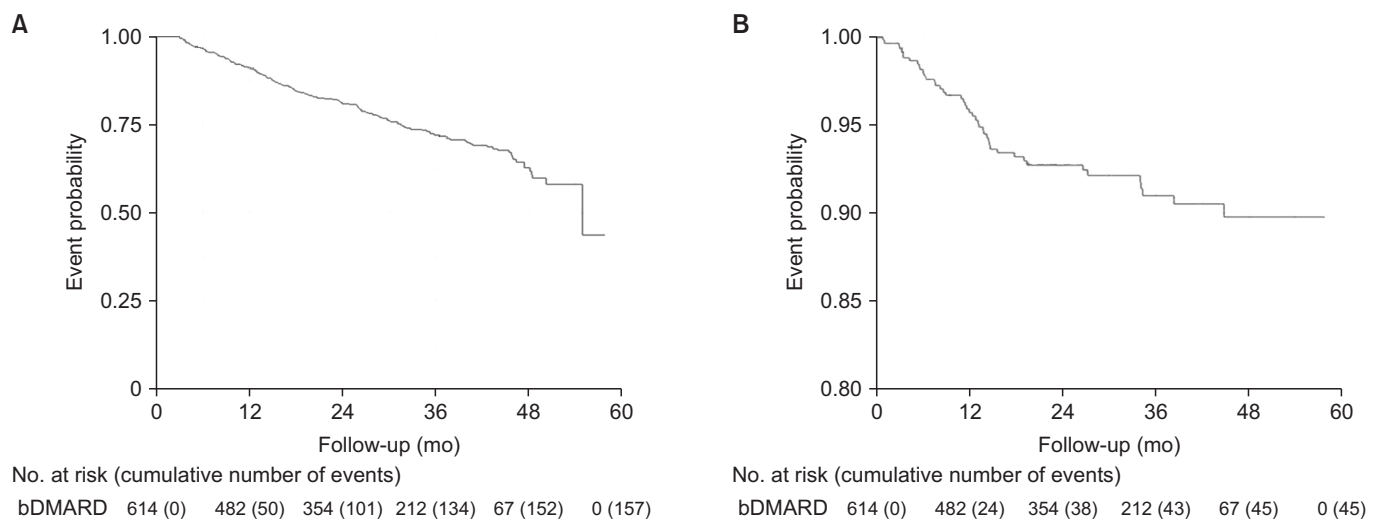 A
Event probability
1.00
0.75
0.50
0.25
0
0 12 24 36 48 60
Follow-up (mo)
No. at risk (cumulative number of events)
bDMARD 614 (0) 482 (50) 354 (101) 212 (134) 67 (152) 0 (157)
B
Event probability
1.00
0.95
0.90
0.85
0.80
0 12 24 36 48 60
Follow-up (mo)
No. at risk (cumulative number of events)
bDMARD 614 (0) 482 (24) 354 (38) 212 (43) 67 (45) 0 (45)